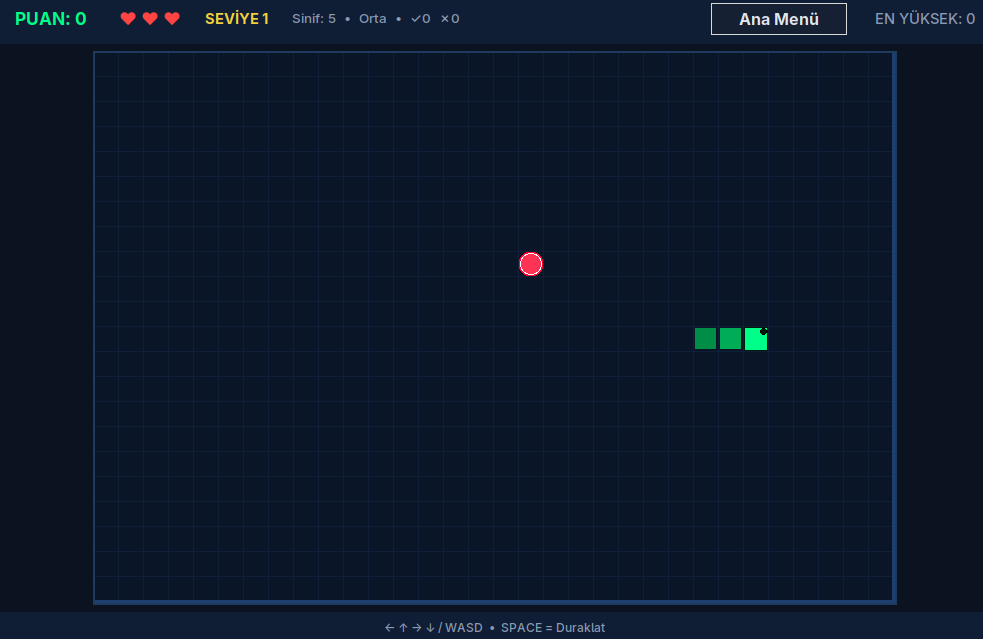 PUAN: 0 ❤ ❤ ❤ SEVİYE 1 Sinif: 5 • Orta • ✓0 ✕0 Ana Menü EN YÜKSEK: 0
← ↑ → ↓ / WASD • SPACE = Duraklat